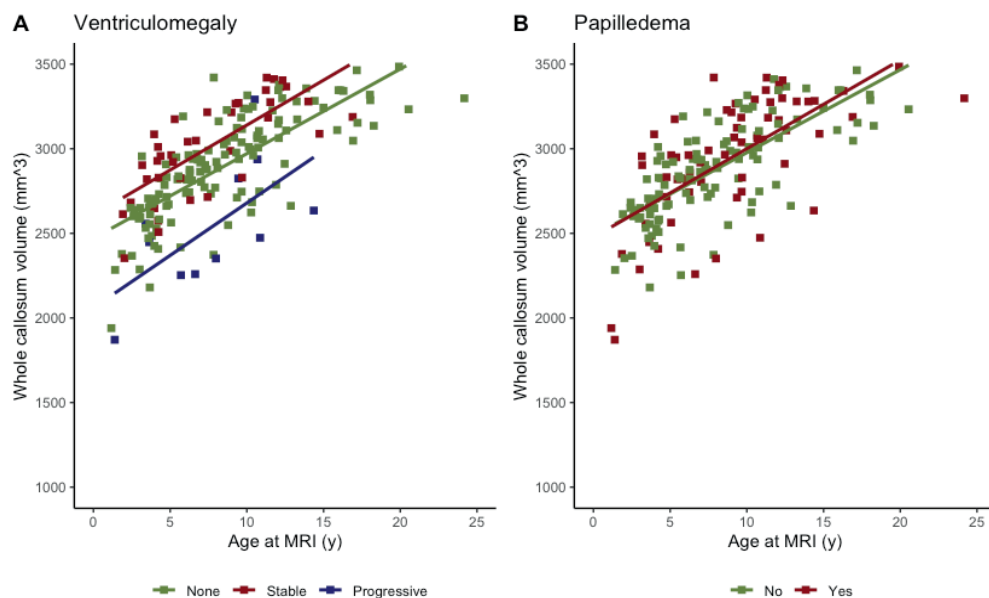 A Ventriculomegaly
Whole callosum volume (mm^3)
3500
3000
2500
2000
1500
1000
0 5 10 15 20 25
Age at MRI (y)
None Stable Progressive
B Papilledema
Whole callosum volume (mm^3)
3500
3000
2500
2000
1500
1000
0 5 10 15 20 25
Age at MRI (y)
No Yes